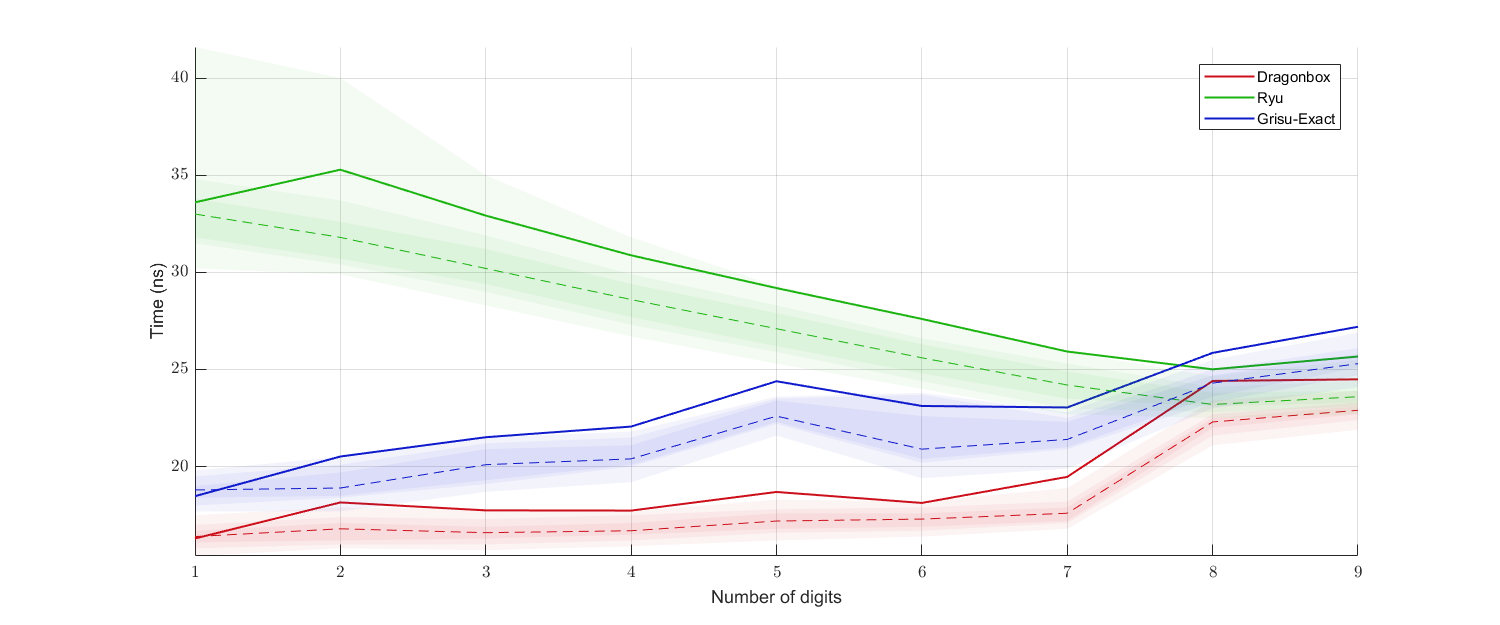 40
35
30
25
20
Time (ns)
Dragonbox
Ryu
Grisu-Exact
1 2 3 4 5 6 7 8 9
Number of digits